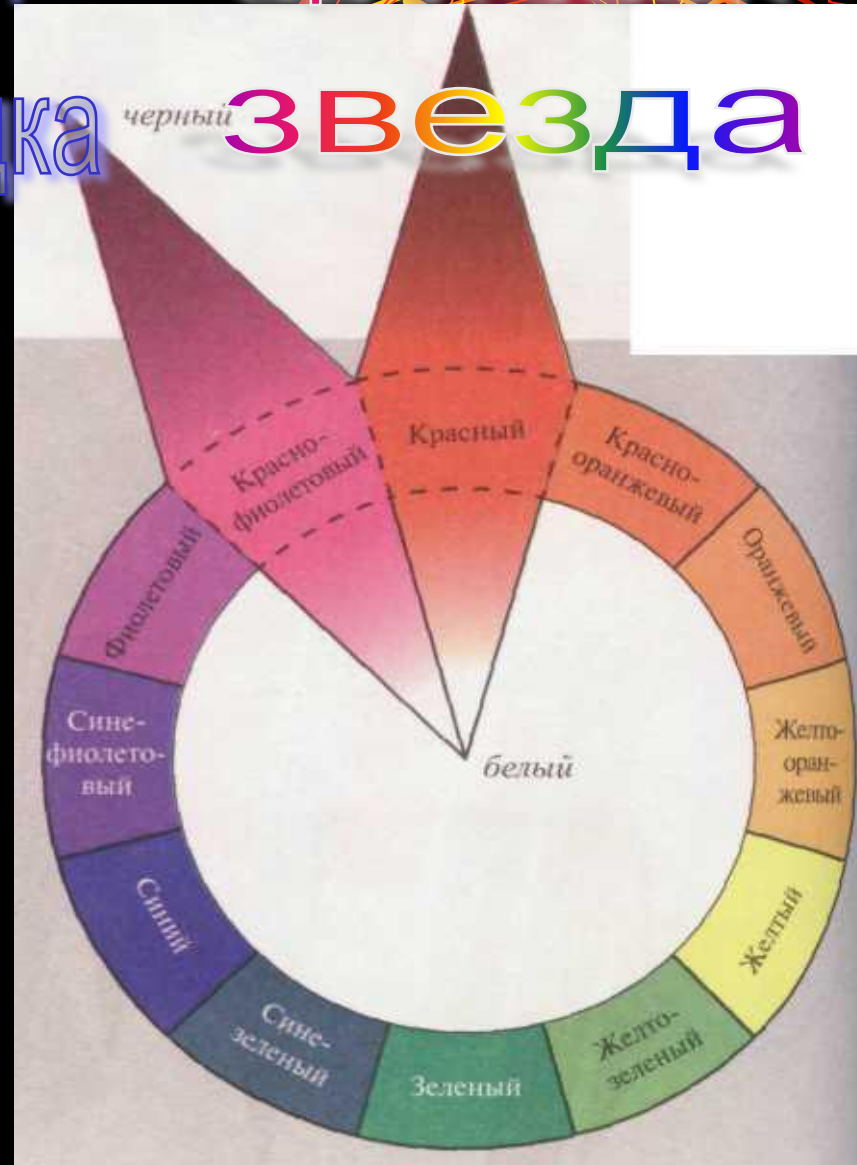 звезда
черный
Красно-
фиолетовый
Красный
Красно-
оранжевый
Фиолетовый
Оранжевый
Сине-
фиолето-
вый
Желто-
оран-
жевый
белый
Синий
Желтый
Сине-
зеленый
Зеленый
Желто-
зеленый